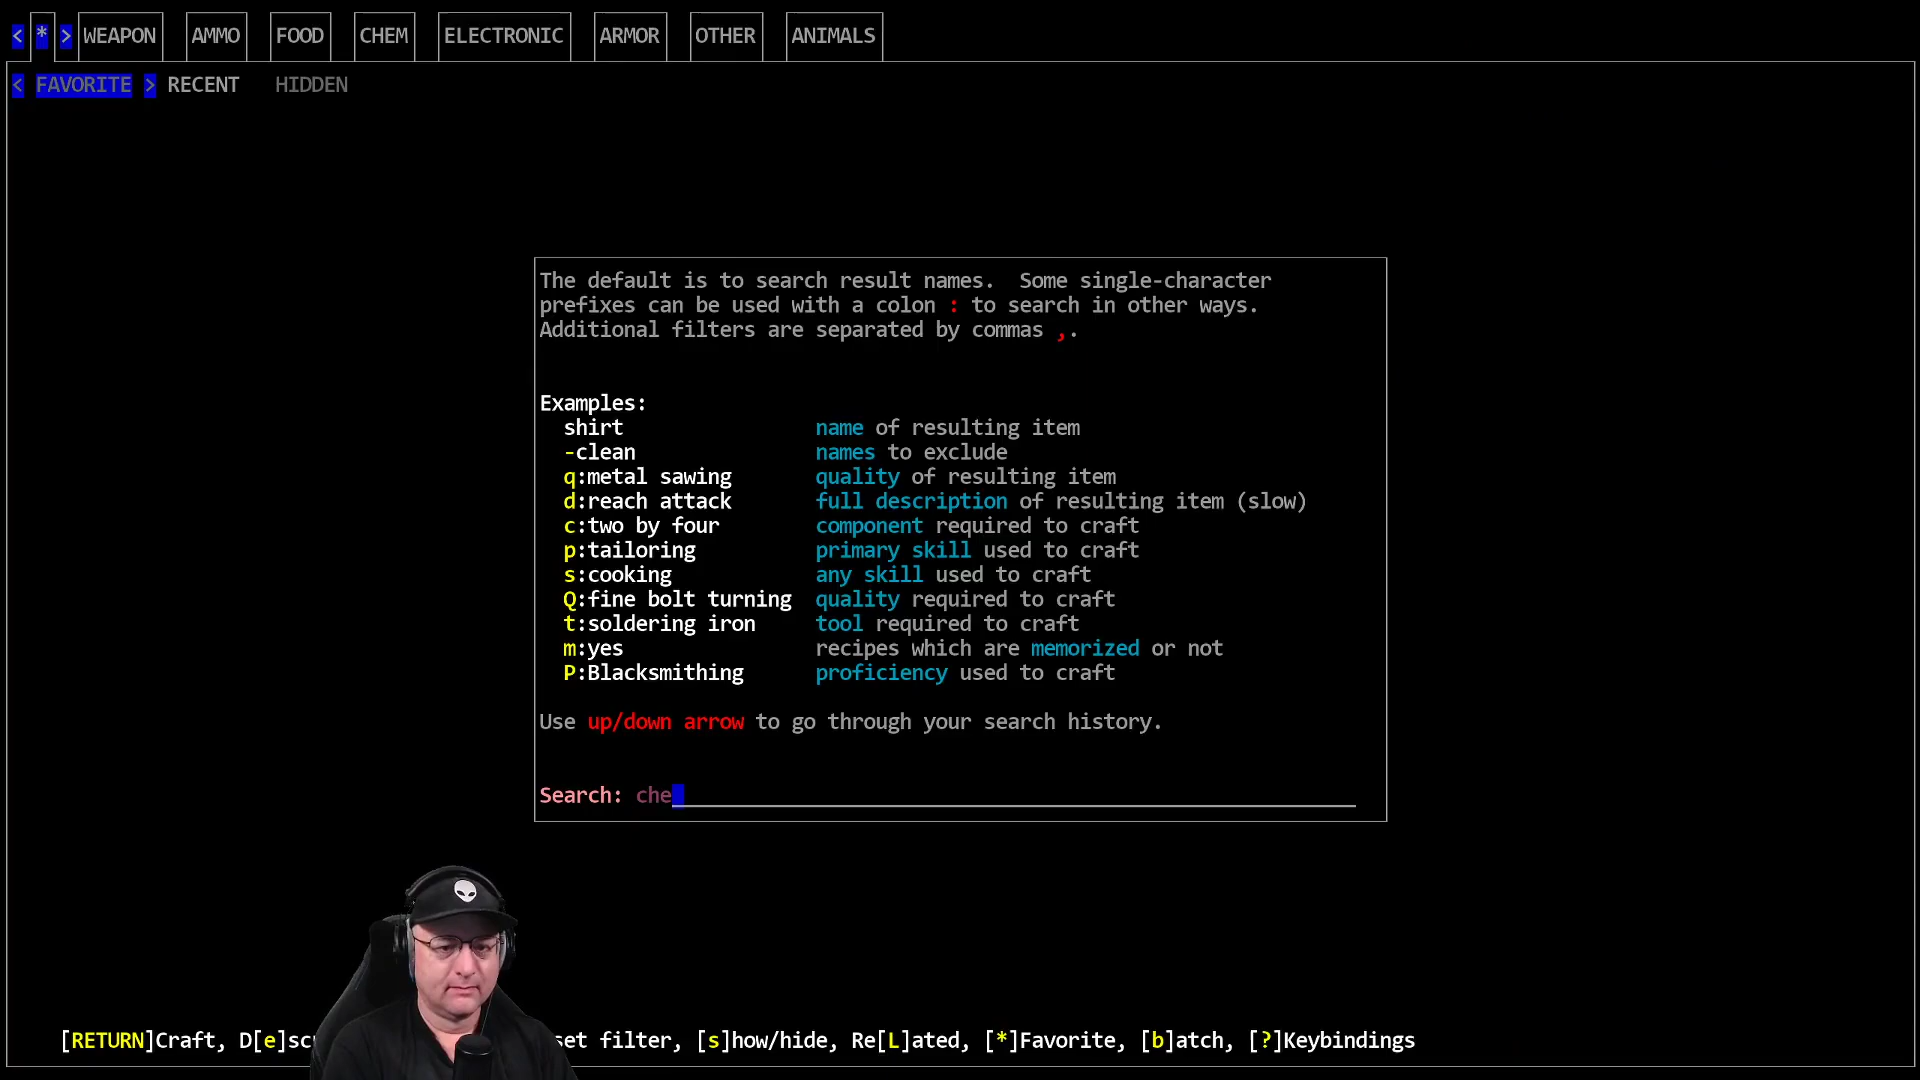 < * > WEAPON AMMO FOOD CHEM ELECTRONIC ARMOR OTHER ANIMALS
< FAVORITE > RECENT HIDDEN
The default is to search result names. Some single-character
prefixes can be used with a colon : to search in other ways.
Additional filters are separated by commas ,.
Examples:
shirt name of resulting item
-clean names to exclude
q:metal sawing quality of resulting item
d:reach attack full description of resulting item (slow)
c:two by four component required to craft
p:tailoring primary skill used to craft
s:cooking any skill used to craft
Q:fine bolt turning quality required to craft
t:soldering iron tool required to craft
m:yes recipes which are memorized or not
P:Blacksmithing proficiency used to craft
Use up/down arrow to go through your search history.
Search: che
[RETURN]Craft, D[e]sc set filter, [s]how/hide, Re[L]ated, [*]Favorite, [b]atch, [?]Keybindings